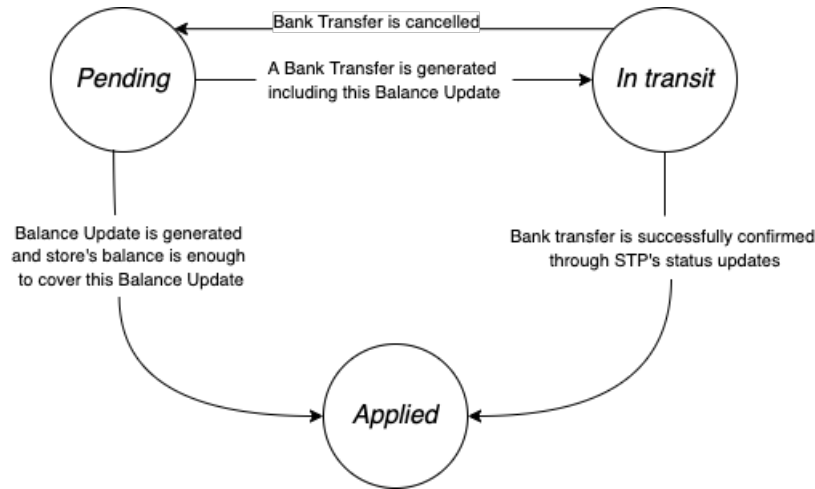 Bank Transfer is cancelled
Pending
A Bank Transfer is generated
including this Balance Update
In transit
Balance Update is generated
and store's balance is enough
to cover this Balance Update
Bank transfer is successfully confirmed
through STP's status updates
Applied